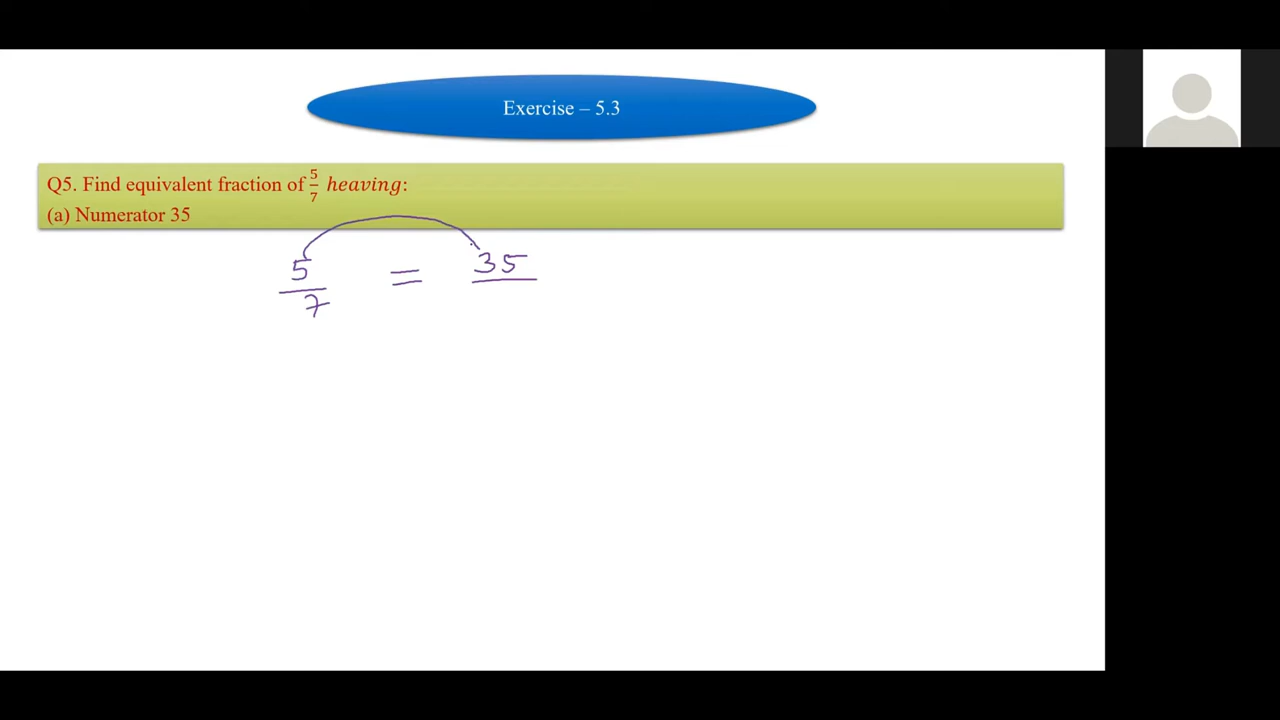 Exercise – 5.3
Q5. Find equivalent fraction of 5/7 heaving:
(a) Numerator 35
5/7 = 35/